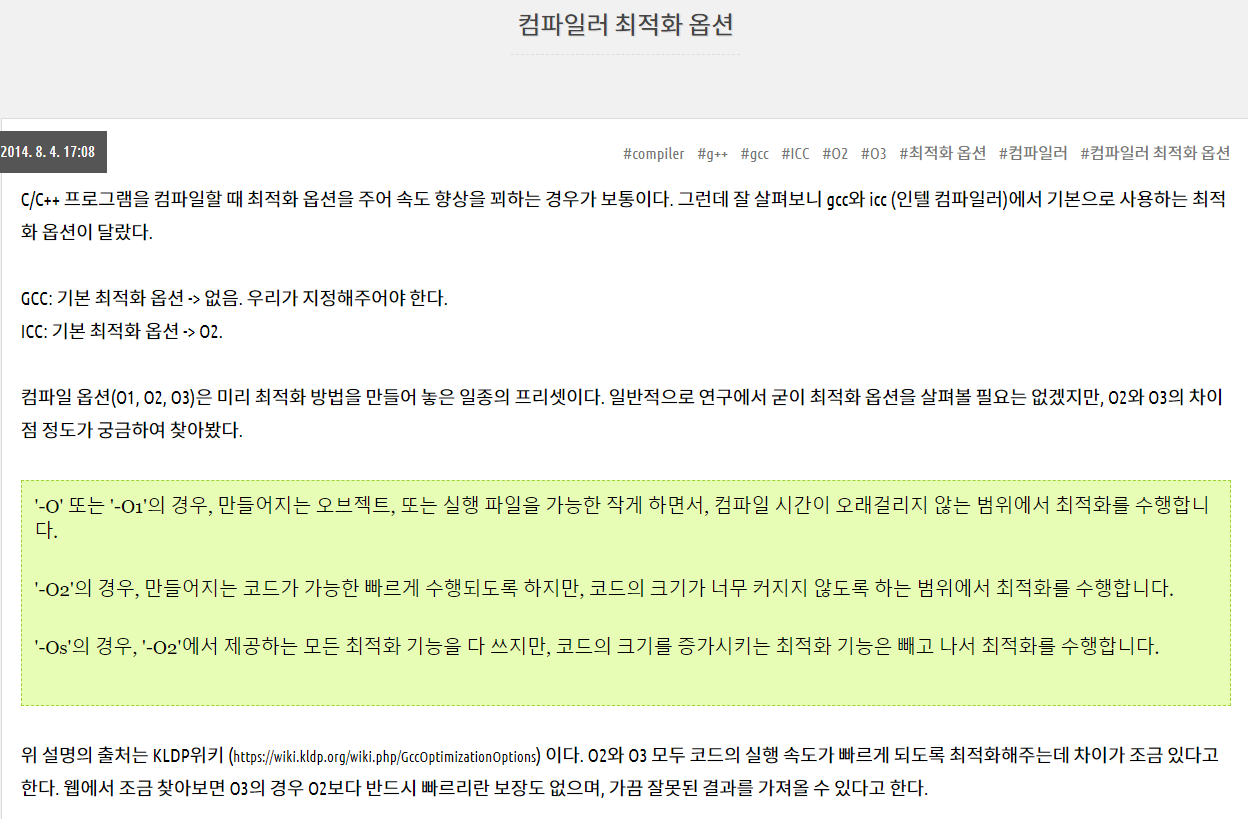 컴파일러 최적화 옵션
2014. 8. 4. 17:08
#compiler #g++ #gcc #ICC #O2 #O3 #최적화 옵션 #컴파일러 #컴파일러 최적화 옵션
C/C++ 프로그램을 컴파일할 때 최적화 옵션을 주어 속도 향상을 꾀하는 경우가 보통이다. 그런데 잘 살펴보니 gcc와 icc (인텔 컴파일러)에서 기본으로 사용하는 최적
화 옵션이 달랐다.
GCC: 기본 최적화 옵션 -> 없음. 우리가 지정해주어야 한다.
ICC: 기본 최적화 옵션 -> O2.
컴파일 옵션(O1, O2, O3)은 미리 최적화 방법을 만들어 놓은 일종의 프리셋이다. 일반적으로 연구에서 굳이 최적화 옵션을 살펴볼 필요는 없겠지만, O2와 O3의 차이
점 정도가 궁금하여 찾아봤다.
'-O' 또는 '-O1'의 경우, 만들어지는 오브젝트, 또는 실행 파일을 가능한 작게 하면서, 컴파일 시간이 오래걸리지 않는 범위에서 최적화를 수행합니
다.
'-O2'의 경우, 만들어지는 코드가 가능한 빠르게 수행되도록 하지만, 코드의 크기가 너무 커지지 않도록 하는 범위에서 최적화를 수행합니다.
'-Os'의 경우, '-O2'에서 제공하는 모든 최적화 기능을 다 쓰지만, 코드의 크기를 증가시키는 최적화 기능은 빼고 나서 최적화를 수행합니다.
위 설명의 출처는 KLDP위키 (https://wiki.kldp.org/wiki.php/GccOptimizationOptions) 이다. O2와 O3 모두 코드의 실행 속도가 빠르게 되도록 최적화해주는데 차이가 조금 있다고
한다. 웹에서 조금 찾아보면 O3의 경우 O2보다 반드시 빠르리란 보장도 없으며, 가끔 잘못된 결과를 가져올 수 있다고 한다.